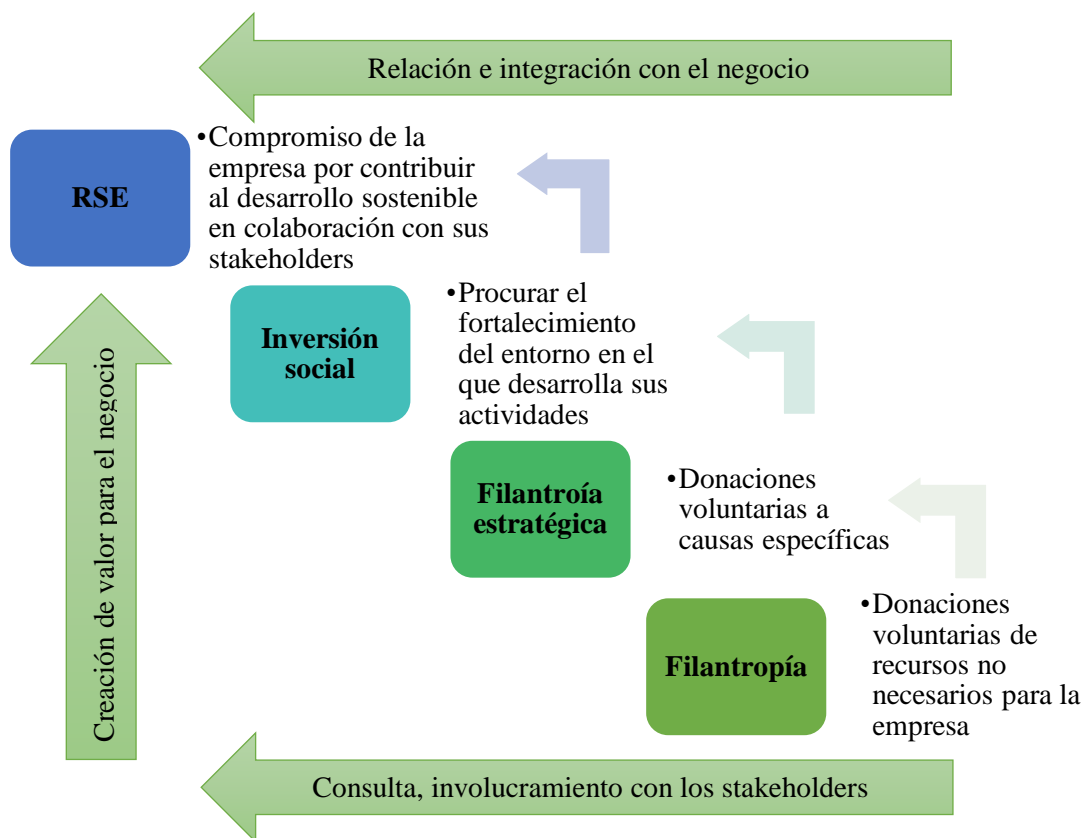 Relación e integración con el negocio
RSE
•Compromiso de la
empresa por contribuir
al desarrollo sostenible
en colaboración con sus
stakeholders
Inversión
social
•Procurar el
fortalecimiento
del entorno en el
que desarrolla sus
actividades
Filantroía
estratégica
•Donaciones
voluntarias a
causas específicas
Filantropía
•Donaciones
voluntarias de
recursos no
necesarios para la
empresa
Creación de valor para el negocio
Consulta, involucramiento con los stakeholders